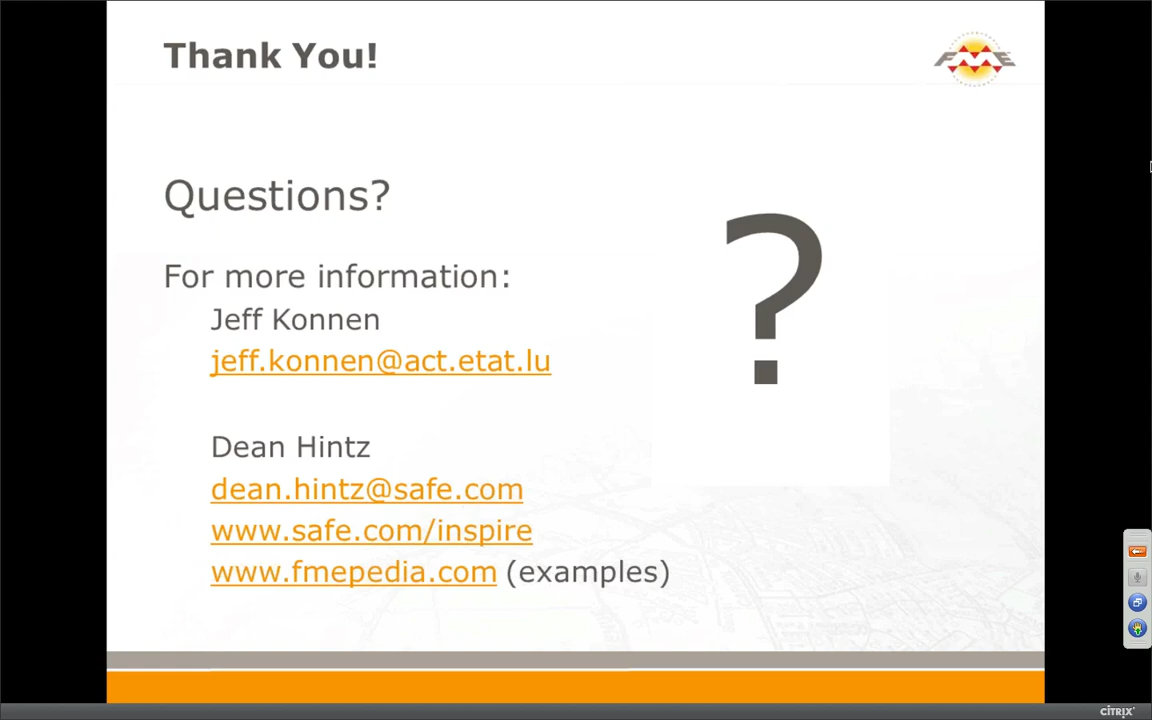 Thank You!
FME
Questions?
For more information:
Jeff Konnen
jeff.konnen@act.etat.lu
?
Dean Hintz
dean.hintz@safe.com
www.safe.com/inspire
www.fmepedia.com (examples)
CITRIX